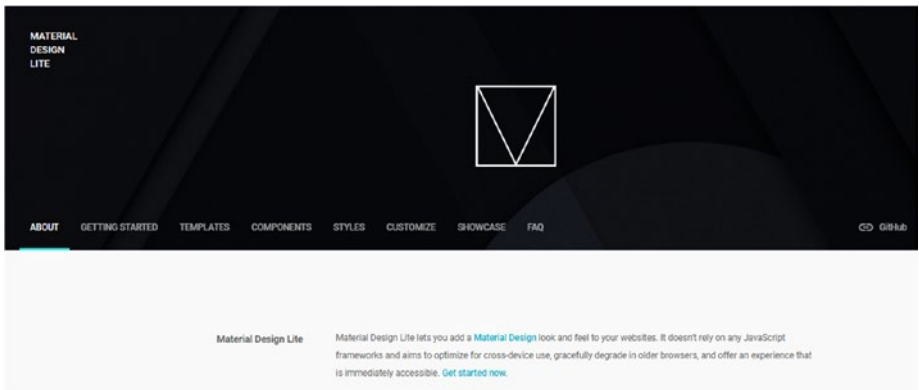 MATERIAL
DESIGN
LITE
ABOUT GETTING STARTED TEMPLATES COMPONENTS STYLES CUSTOMIZE SHOWCASE FAQ GitHub
Material Design Lite
Material Design Lite lets you add a Material Design look and feel to your websites. It doesn't rely on any JavaScript
frameworks and aims to optimize for cross-device use, gracefully degrade in older browsers, and offer an experience that
is immediately accessible. Get started now.